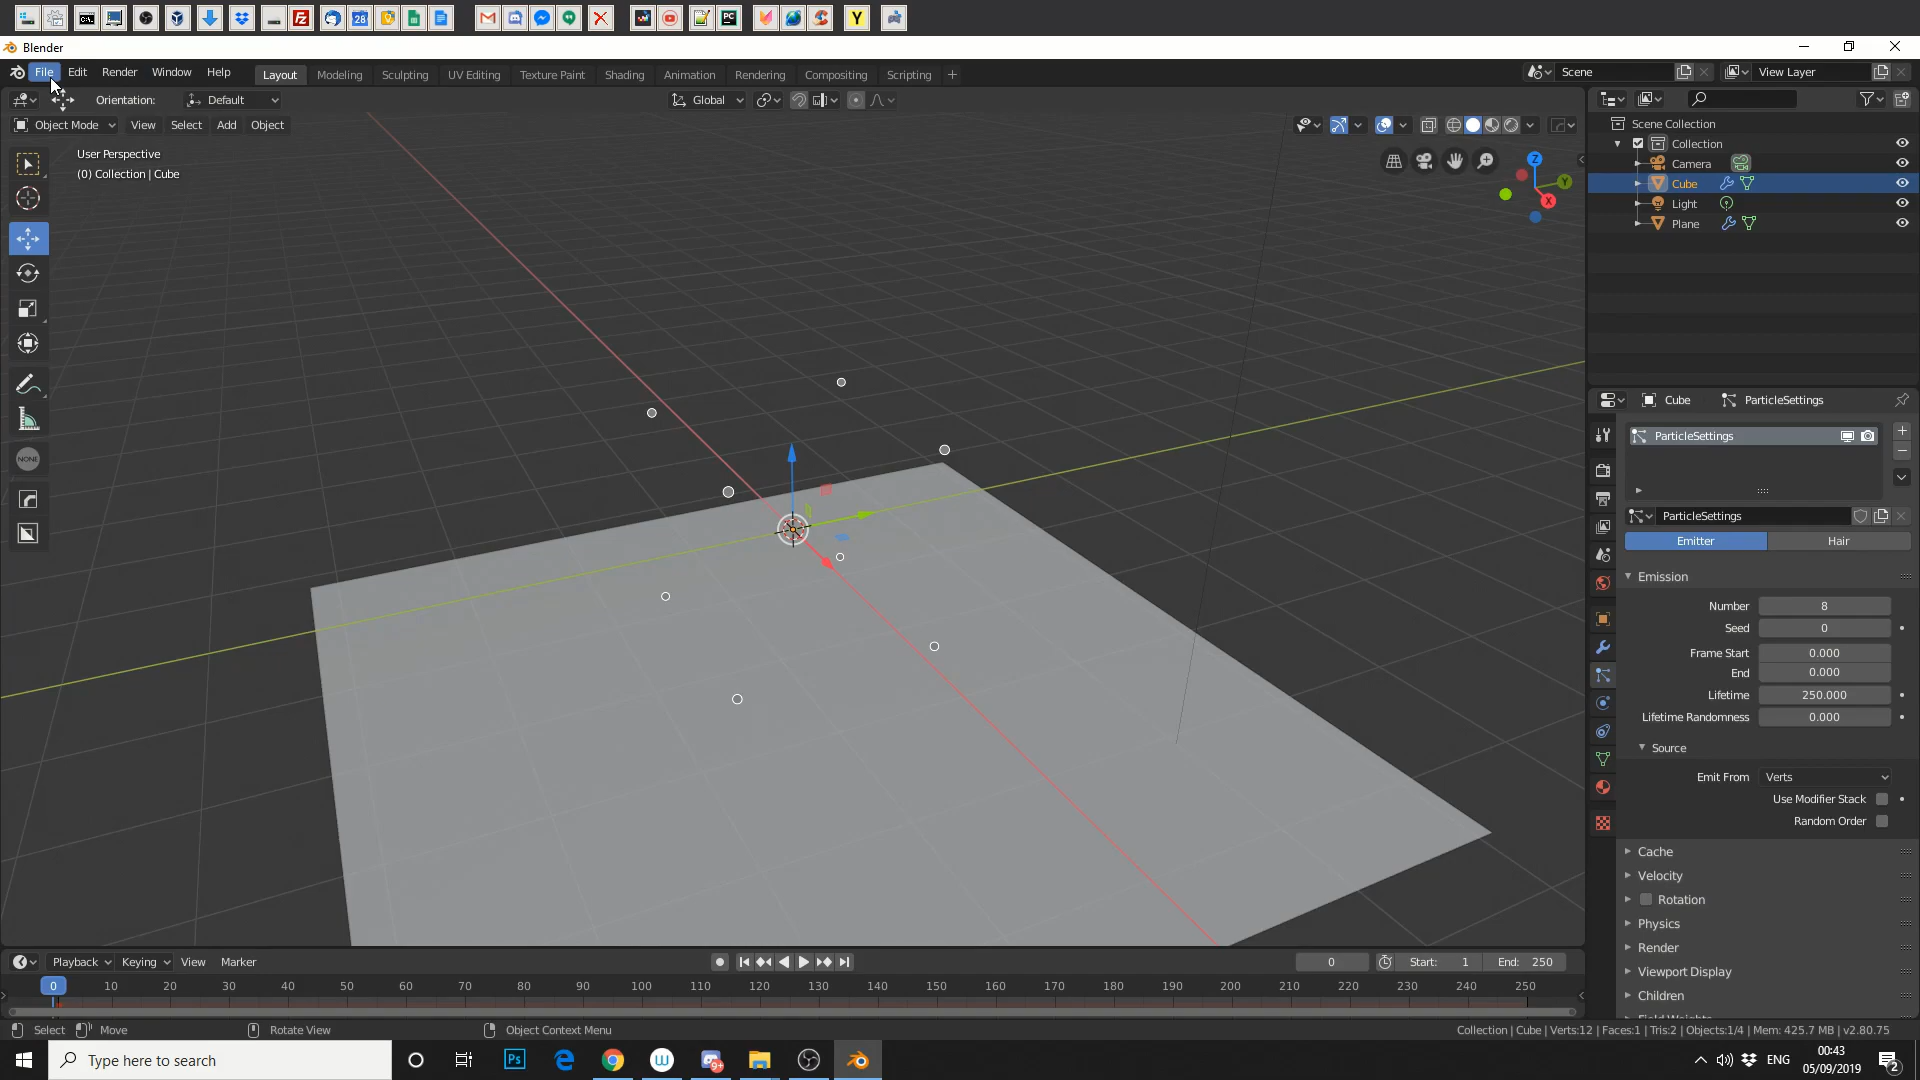 Blender
File Edit Render Window Help Layout Modeling Sculpting UV Editing Texture Paint Shading Animation Rendering Compositing Scripting + Scene View Layer
Orientation: Default Global
Object Mode View Select Add Object
User Perspective
(0) Collection | Cube
Z
Y
X
NONE
Scene Collection
Collection
Camera
Cube
Light
Plane
Cube ParticleSettings
ParticleSettings
ParticleSettings
Emitter Hair
Emission
Number 8
Seed 0
Frame Start 0.000
End 0.000
Lifetime 250.000
Lifetime Randomness 0.000
Source
Emit From Verts
Use Modifier Stack
Random Order
Cache
Velocity
Rotation
Physics
Render
Viewport Display
Children
Playback Keying View Marker 0 Start: 1 End: 250
0 10 20 30 40 50 60 70 80 90 100 110 120 130 140 150 160 170 180 190 200 210 220 230 240 250
Select Move Rotate View Object Context Menu Collection | Cube | Verts:12 | Faces:1 | Tris:2 | Objects:1/4 | Mem: 425.7 MB | v2.80.75
Type here to search
Ps
ENG
00:43
05/09/2019
2